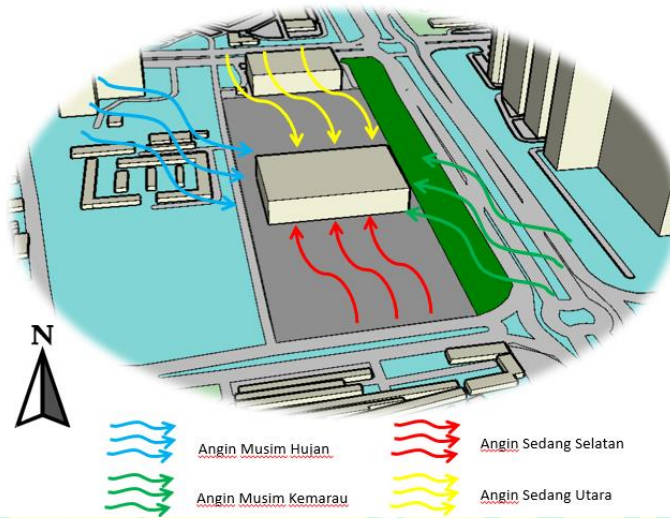 N
Angin Musim Hujan
Angin Sedang Selatan
Angin Musim Kemarau
Angin Sedang Utara